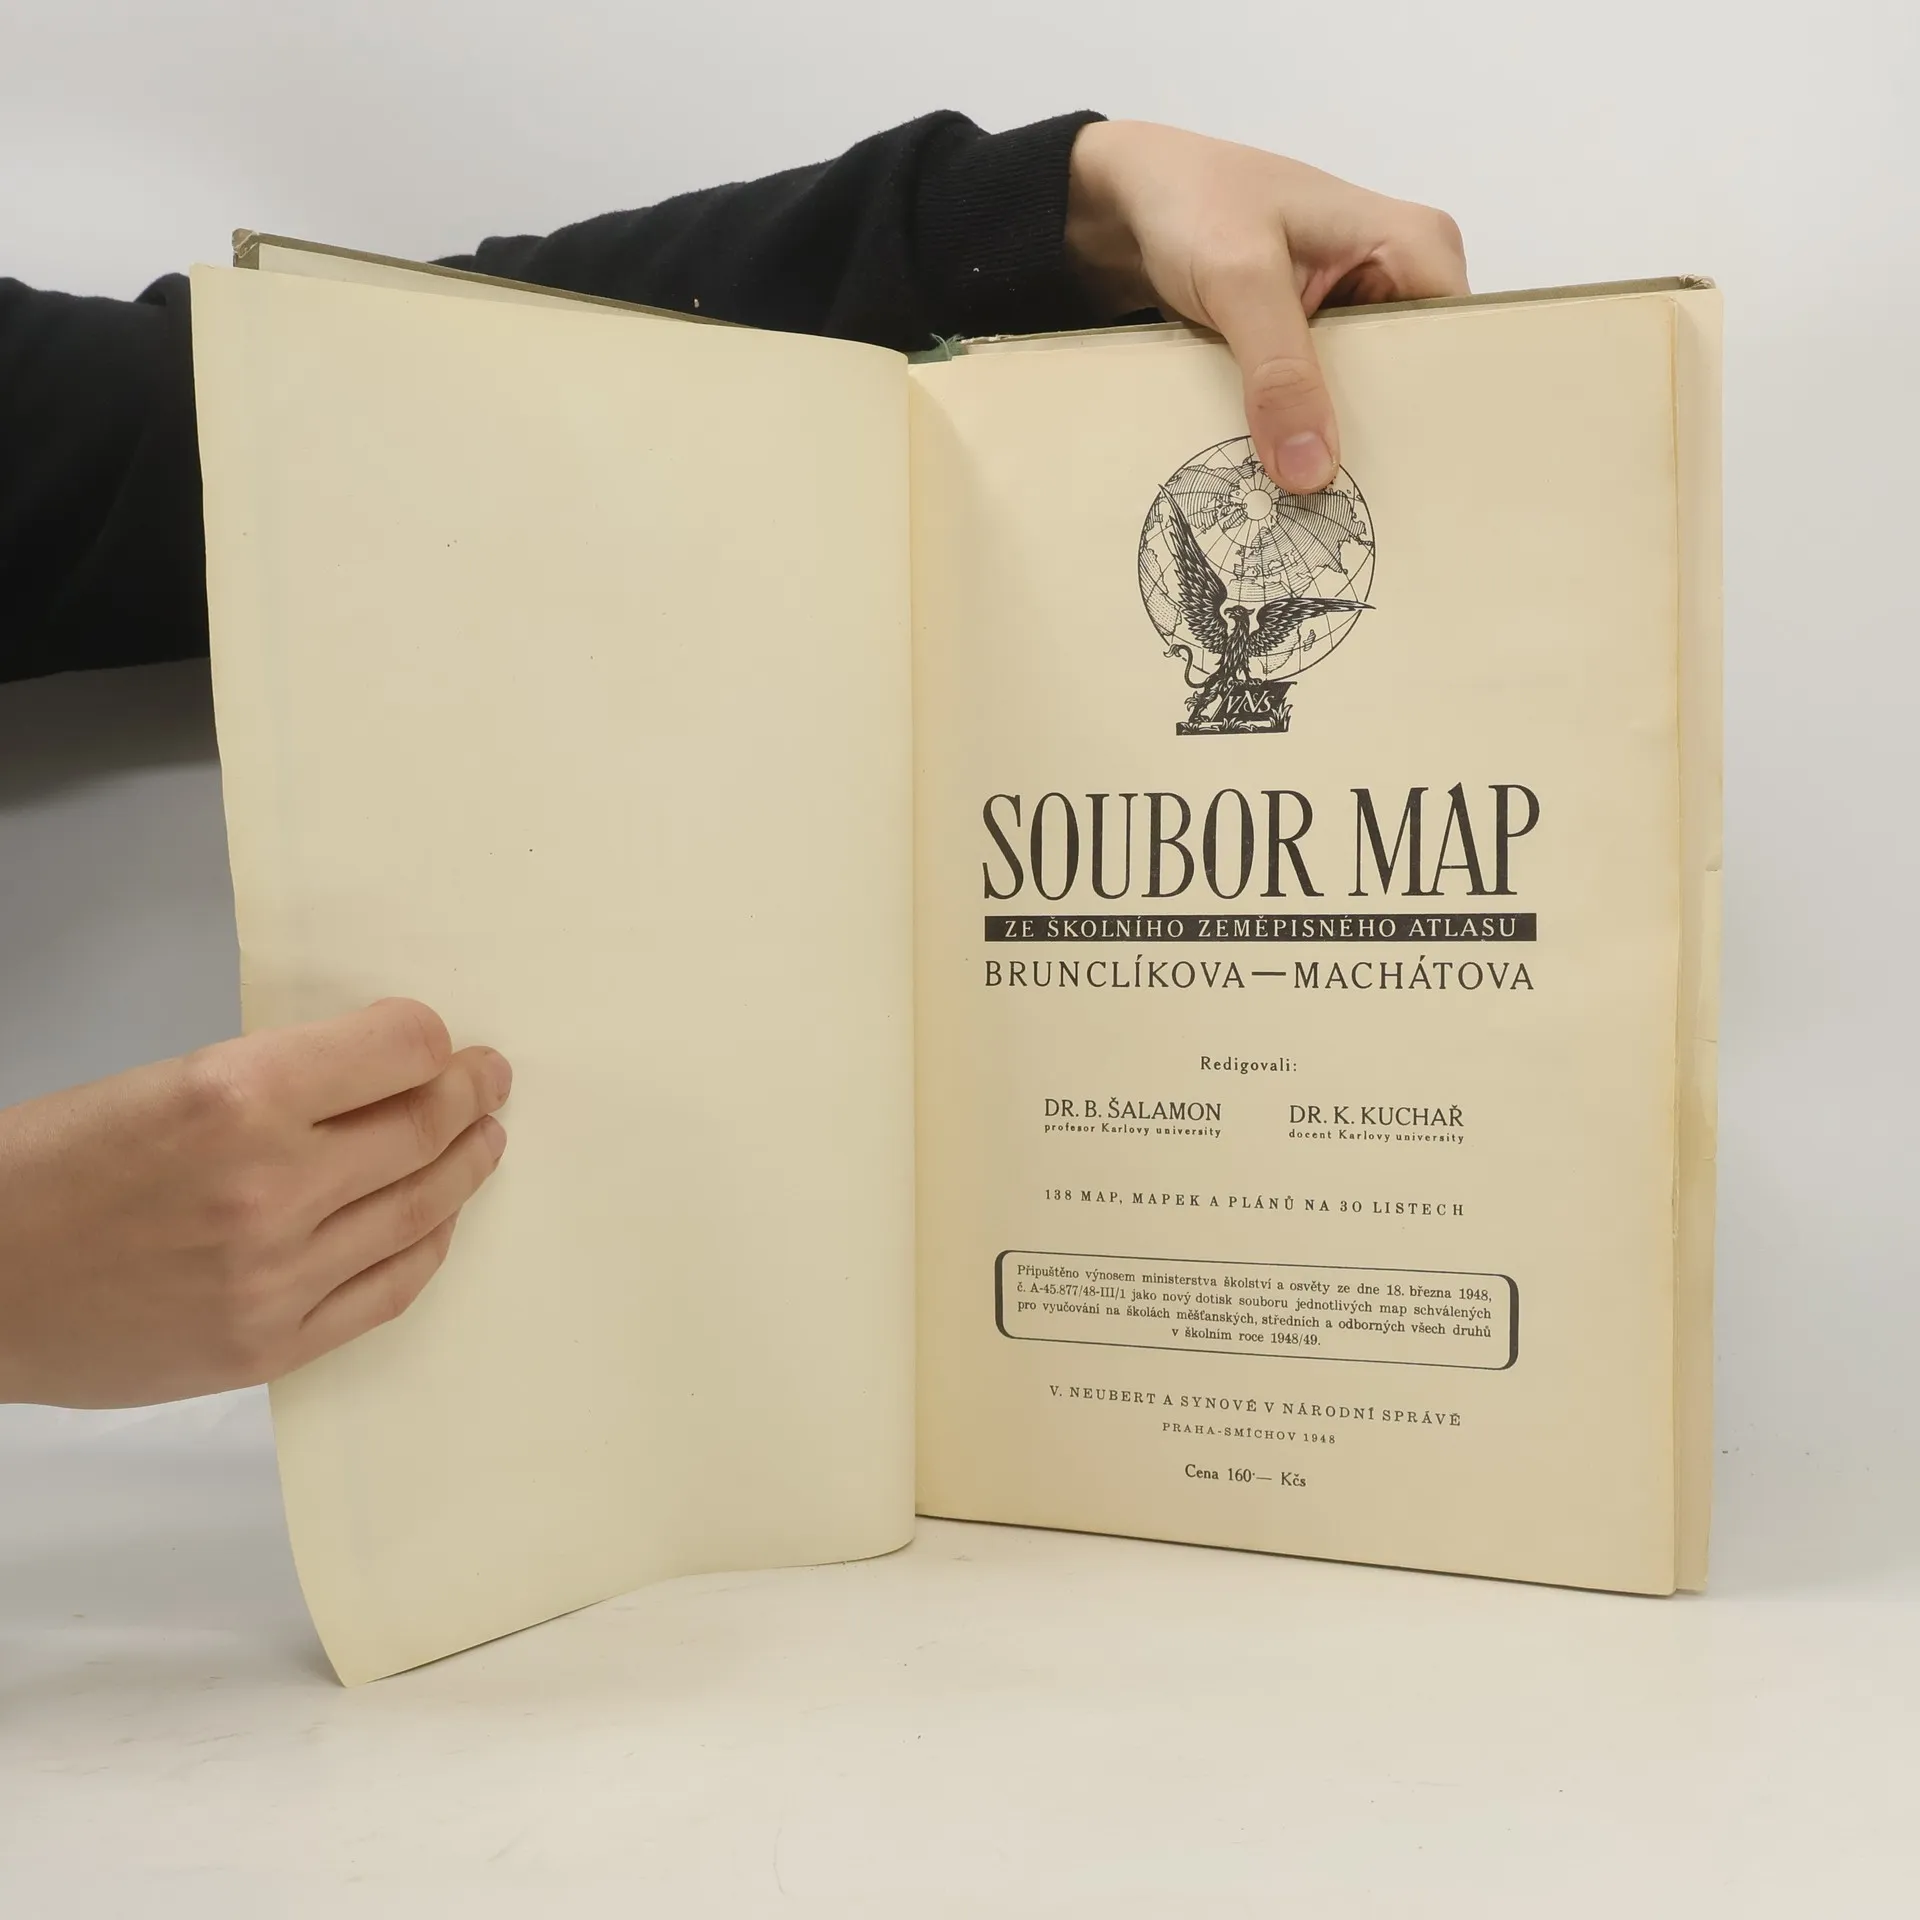 VNS
SOUBOR MAP
ZE ŠKOLNÍHO ZEMĚPISNÉHO ATLASU
BRUNCLÍKOVA—MACHÁTOVA
Redigovali:
DR. B. ŠALAMON DR. K. KUCHAŘ
profesor Karlovy university docent Karlovy university
138 MAP, MAPEK A PLÁNŮ NA 30 LISTECH
Připuštěno výnosem ministerstva školství a osvěty ze dne 18. března 1948,
č. A-45.877/48-III/1 jako nový dotisk souboru jednotlivých map schválených
pro vyučování na školách měšťanských, středních a odborných všech druhů
v školním roce 1948/49.
V. NEUBERT A SYNOVÉ V NÁRODNÍ SPRÁVĚ
PRAHA-SMÍCHOV 1948
Cena 160·— Kčs